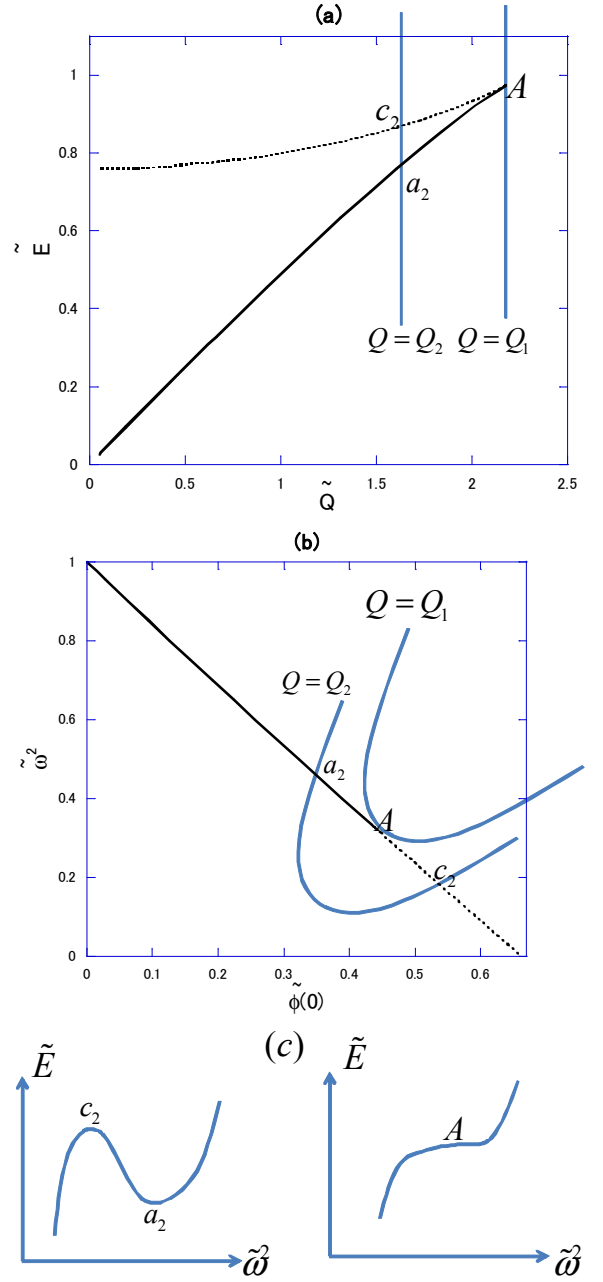 (a)
1
0.8
0.6
0.4
0.2
0
Ẽ
c₂
A
a₂
Q = Q₂ Q = Q₁
0 0.5 1 1.5 2 2.5
Q̃
(b)
1
0.8
0.6
0.4
0.2
0
ω̃²
Q = Q₁
Q = Q₂
a₂
A
c₂
0 0.1 0.2 0.3 0.4 0.5 0.6
φ̃(0)
(c)
Ẽ
c₂
a₂
ω̃²
Ẽ
A
ω̃²